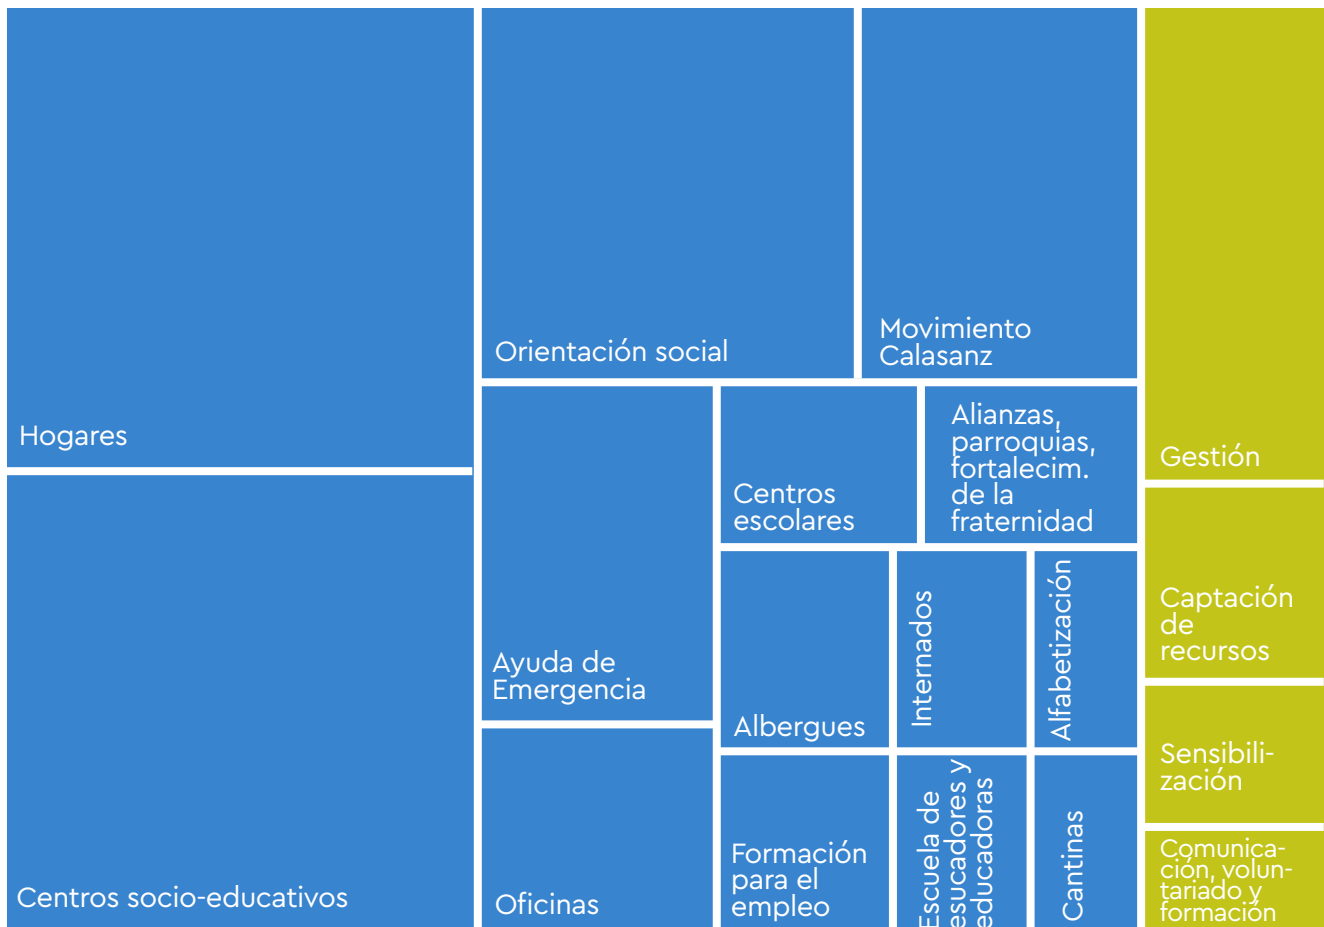 Hogares
Centros socio-educativos
Orientación social
Movimiento
Calasanz
Ayuda de
Emergencia
Oficinas
Centros
escolares
Alianzas,
parroquias,
fortalecim.
de la
fraternidad
Albergues
Internados
Alfabetización
Formación
para el
empleo
Escuela de
esucadores y
educadoras
Cantinas
Gestión
Captación
de
recursos
Sensibili-
zación
Comunica-
ción, volun-
tariado y
formación